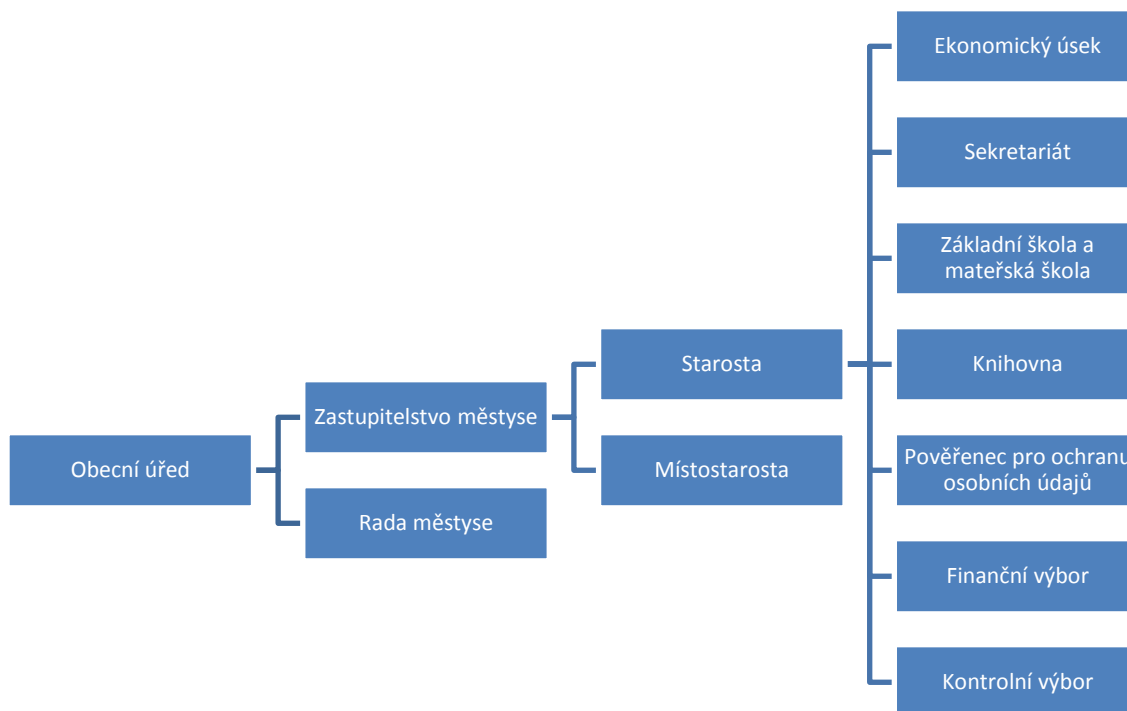 Obecní úřed
Zastupitelstvo městyse
Rada městyse
Starosta
Místostarosta
Ekonomický úsek
Sekretariát
Základní škola a
mateřská škola
Knihovna
Pověřenec pro ochranu
osobních údajů
Finanční výbor
Kontrolní výbor